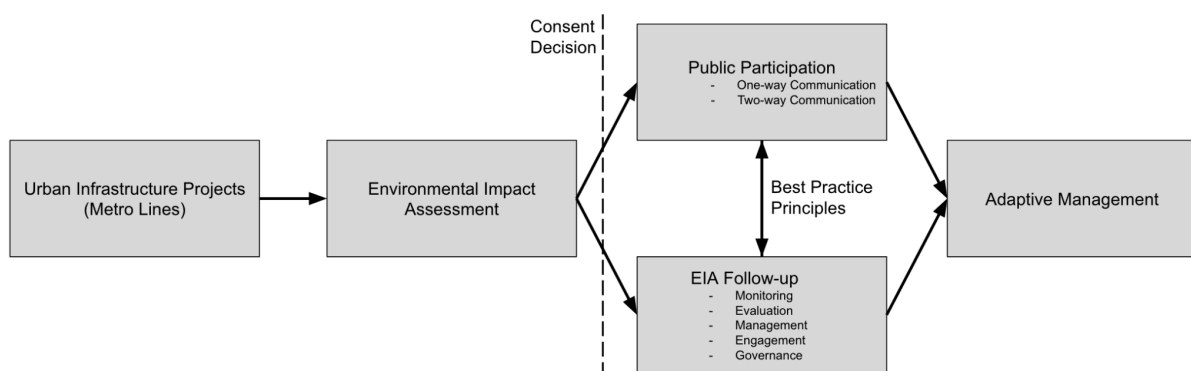 Consent
Decision
Urban Infrastructure Projects
(Metro Lines)
Environmental Impact
Assessment
Public Participation
- One-way Communication
- Two-way Communication
Best Practice
Principles
EIA Follow-up
- Monitoring
- Evaluation
- Management
- Engagement
- Governance
Adaptive Management